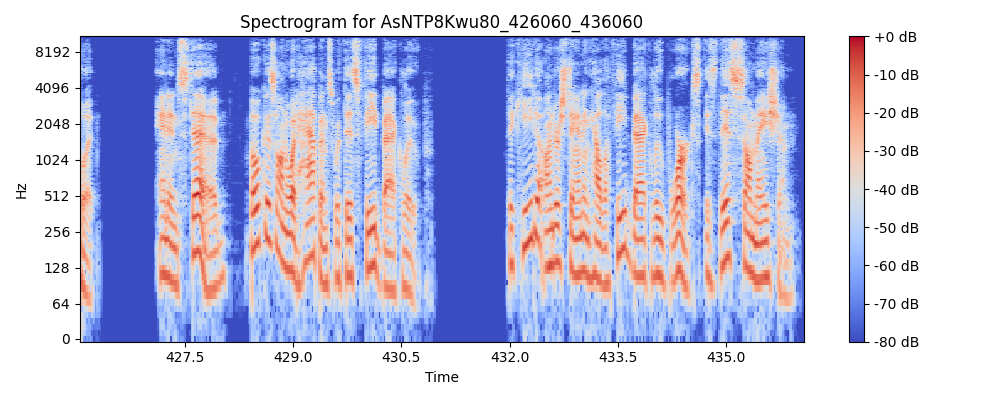 Spectrogram for AsNTP8Kwu80_426060_436060
Hz
8192
4096
2048
1024
512
256
128
64
0
427.5
429.0
430.5
432.0
433.5
435.0
Time
+0 dB
-10 dB
-20 dB
-30 dB
-40 dB
-50 dB
-60 dB
-70 dB
-80 dB